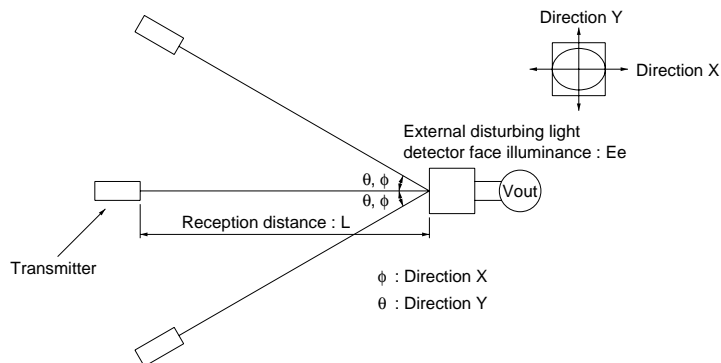 Direction Y
Direction X
External disturbing light
detector face illuminance : Ee
θ, ϕ
θ, ϕ
Vout
Reception distance : L
Transmitter
ϕ : Direction X
θ : Direction Y